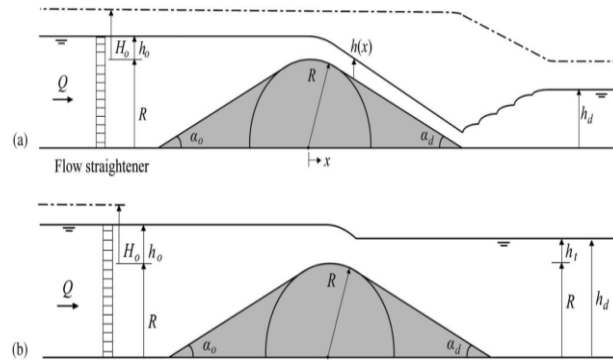 H_o h_o h(x)
Q R R h_d
(a) α_o α_d
Flow straightener x
H_o h_o h_t
Q R R R h_d
(b) α_o α_d